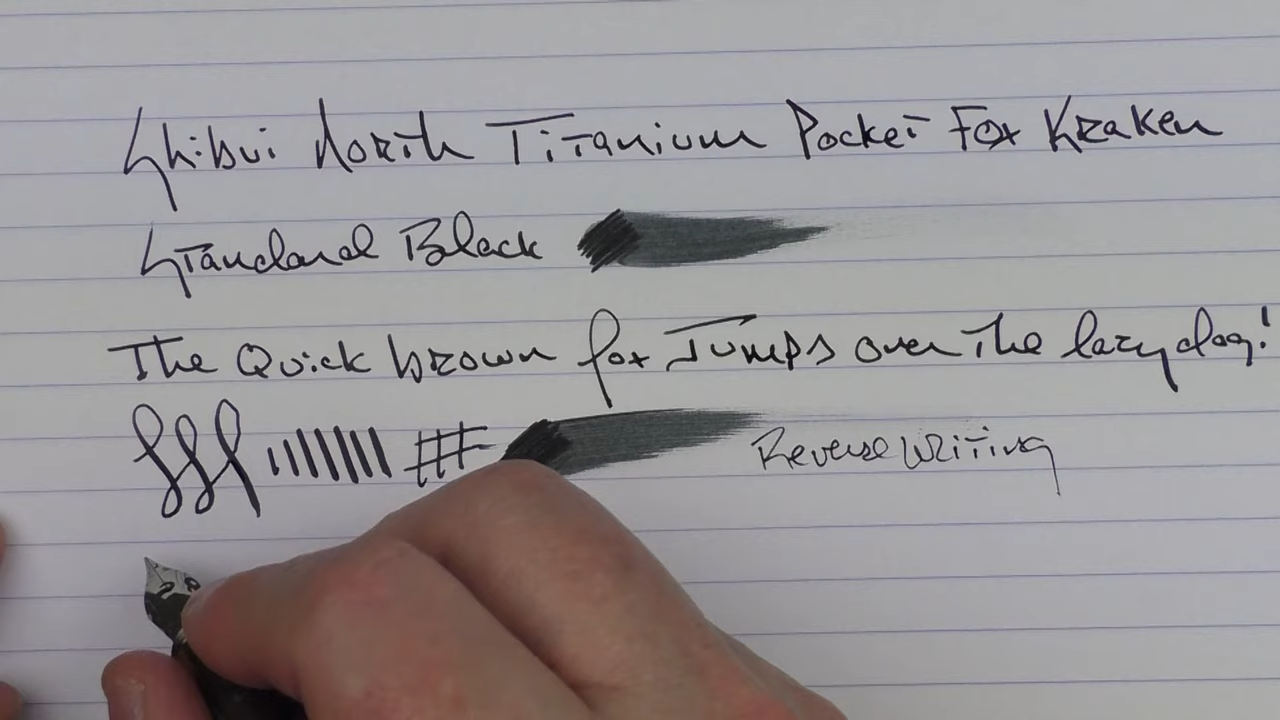 Shibui North Titanium Pocket Fox Kraken
Standard Black
The Quick brown fox Jumps over The lazy dog!
fff ||||||| # Reverse Writing